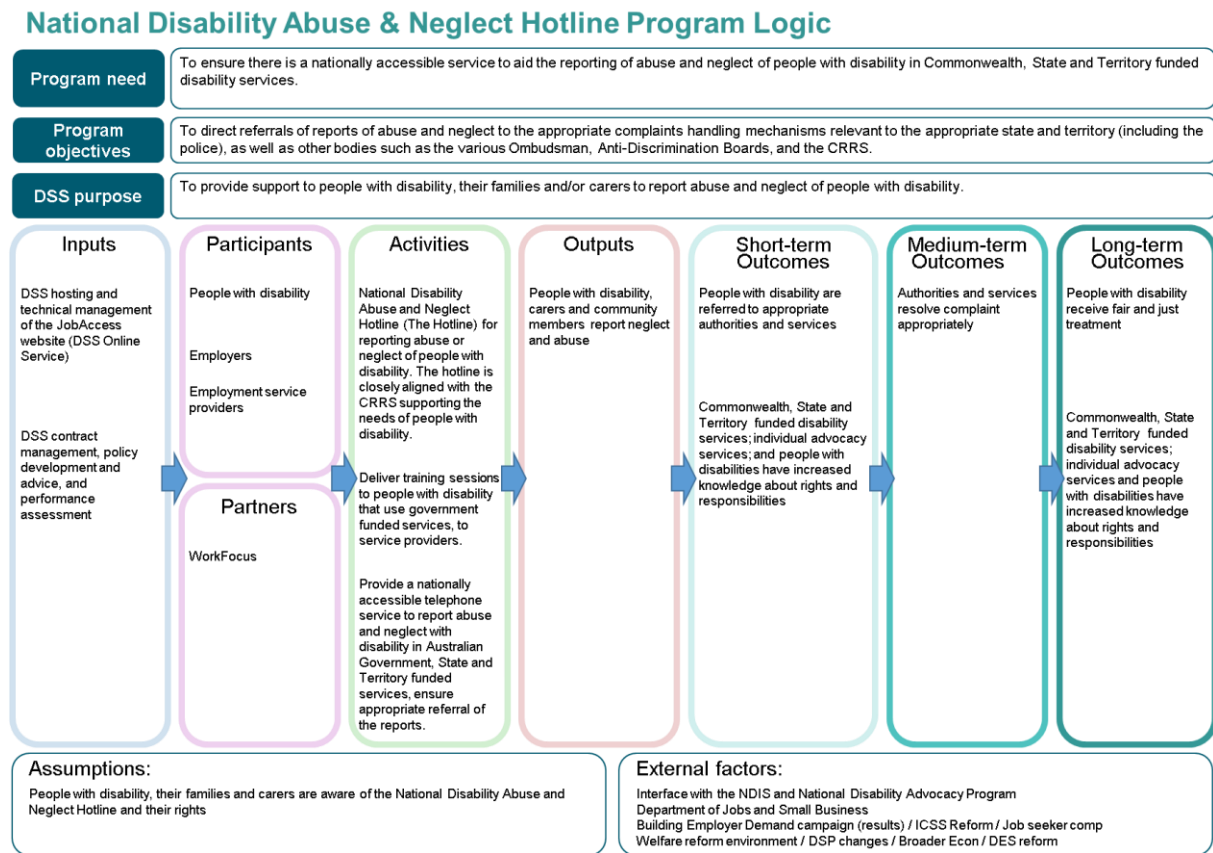 National Disability Abuse & Neglect Hotline Program Logic
Program need
To ensure there is a nationally accessible service to aid the reporting of abuse and neglect of people with disability in Commonwealth, State and Territory funded
disability services.
Program
objectives
To direct referrals of reports of abuse and neglect to the appropriate complaints handling mechanisms relevant to the appropriate state and territory (including the
police), as well as other bodies such as the various Ombudsman, Anti-Discrimination Boards, and the CRRS.
DSS purpose
To provide support to people with disability, their families and/or carers to report abuse and neglect of people with disability.
Inputs
DSS hosting and
technical management
of the JobAccess
website (DSS Online
Service)
DSS contract
management, policy
development and
advice, and
performance
assessment
Participants
People with disability
Employers
Employment service
providers
Partners
WorkFocus
Activities
National Disability
Abuse and Neglect
Hotline (The Hotline) for
reporting abuse or
neglect of people with
disability. The hotline is
closely aligned with the
CRRS supporting the
needs of people with
disability.
Deliver training sessions
to people with disability
that use government
funded services, to
service providers.
Provide a nationally
accessible telephone
service to report abuse
and neglect with
disability in Australian
Government, State and
Territory funded
services, ensure
appropriate referral of
the reports.
Outputs
People with disability,
carers and community
members report neglect
and abuse
Short-term
Outcomes
People with disability are
referred to appropriate
authorities and services
Commonwealth, State and
Territory funded disability
services; individual advocacy
services; and people with
disabilities have increased
knowledge about rights and
responsibilities
Medium-term
Outcomes
Authorities and services
resolve complaint
appropriately
Long-term
Outcomes
People with disability
receive fair and just
treatment
Commonwealth, State
and Territory funded
disability services;
individual advocacy
services and people
with disabilities have
increased knowledge
about rights and
responsibilities
Assumptions:
People with disability, their families and carers are aware of the National Disability Abuse and
Neglect Hotline and their rights
External factors:
Interface with the NDIS and National Disability Advocacy Program
Department of Jobs and Small Business
Building Employer Demand campaign (results) / ICSS Reform / Job seeker comp
Welfare reform environment / DSP changes / Broader Econ / DES reform